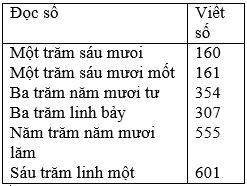 Đọc số Viết số
Một trăm sáu mươi 160
Một trăm sáu mươi mốt 161
Ba trăm năm mươi tư 354
Ba trăm linh bảy 307
Năm trăm năm mươi lăm 555
Sáu trăm linh một 601